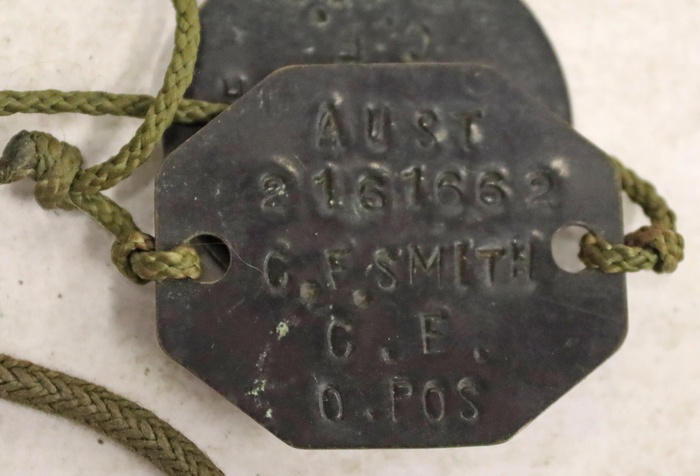 AUST
2161662
C.F.SMITH
C.E.
O.POS